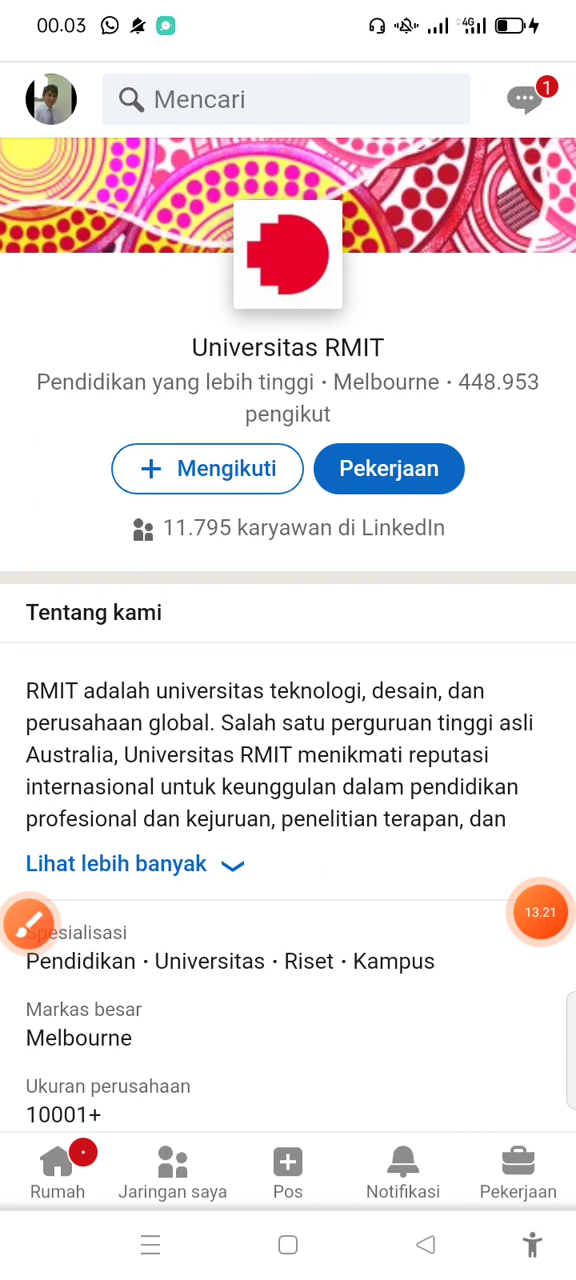 00.03
4G
Mencari
1
Universitas RMIT
Pendidikan yang lebih tinggi • Melbourne • 448.953
pengikut
+ Mengikuti
Pekerjaan
11.795 karyawan di LinkedIn
Tentang kami
RMIT adalah universitas teknologi, desain, dan
perusahaan global. Salah satu perguruan tinggi asli
Australia, Universitas RMIT menikmati reputasi
internasional untuk keunggulan dalam pendidikan
profesional dan kejuruan, penelitian terapan, dan
Lihat lebih banyak
13.21
Spesialisasi
Pendidikan • Universitas • Riset • Kampus
Markas besar
Melbourne
Ukuran perusahaan
10001+
Rumah
Jaringan saya
Pos
Notifikasi
Pekerjaan